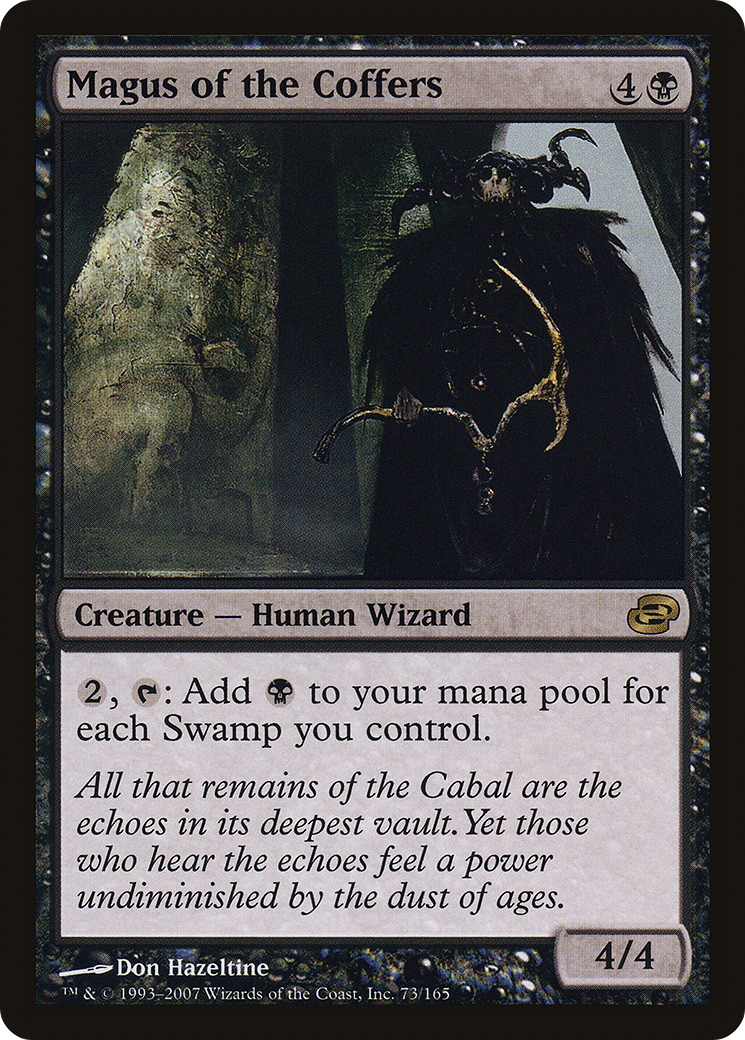 Magus of the Coffers 4
Creature — Human Wizard
2, : Add to your mana pool for
each Swamp you control.
All that remains of the Cabal are the
echoes in its deepest vault. Yet those
who hear the echoes feel a power
undiminished by the dust of ages.
4/4
Don Hazeltine
™ & © 1993–2007 Wizards of the Coast, Inc. 73/165